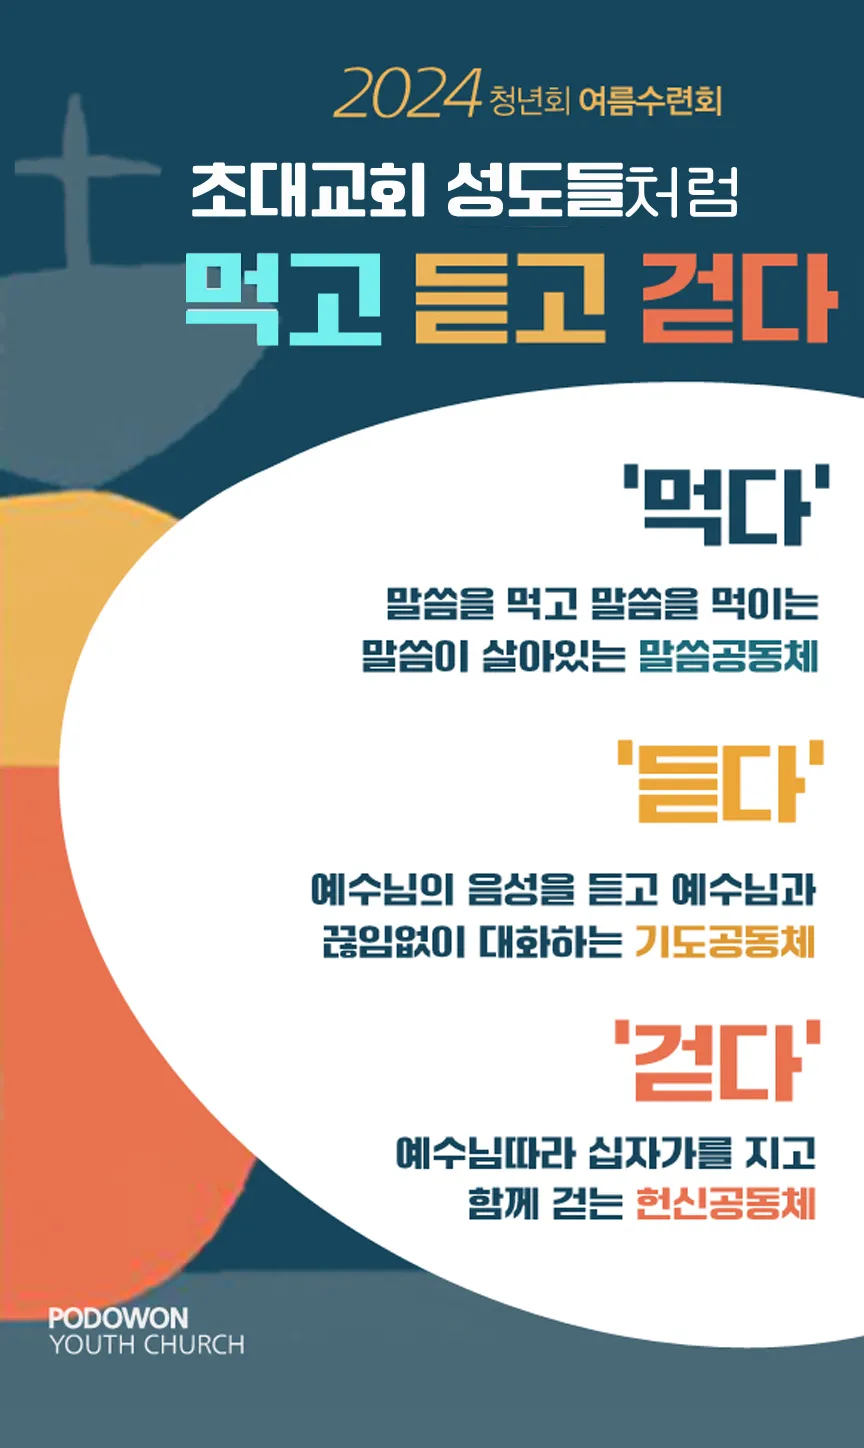 2024 청년회 여름수련회
초대교회 성도들처럼
먹고 듣고 걷다
'먹다'
말씀을 먹고 말씀을 먹이는
말씀이 살아있는 말씀공동체
'듣다'
예수님의 음성을 듣고 예수님과
끊임없이 대화하는 기도공동체
'걷다'
예수님따라 십자가를 지고
함께 걷는 헌신공동체
PODOWON
YOUTH CHURCH